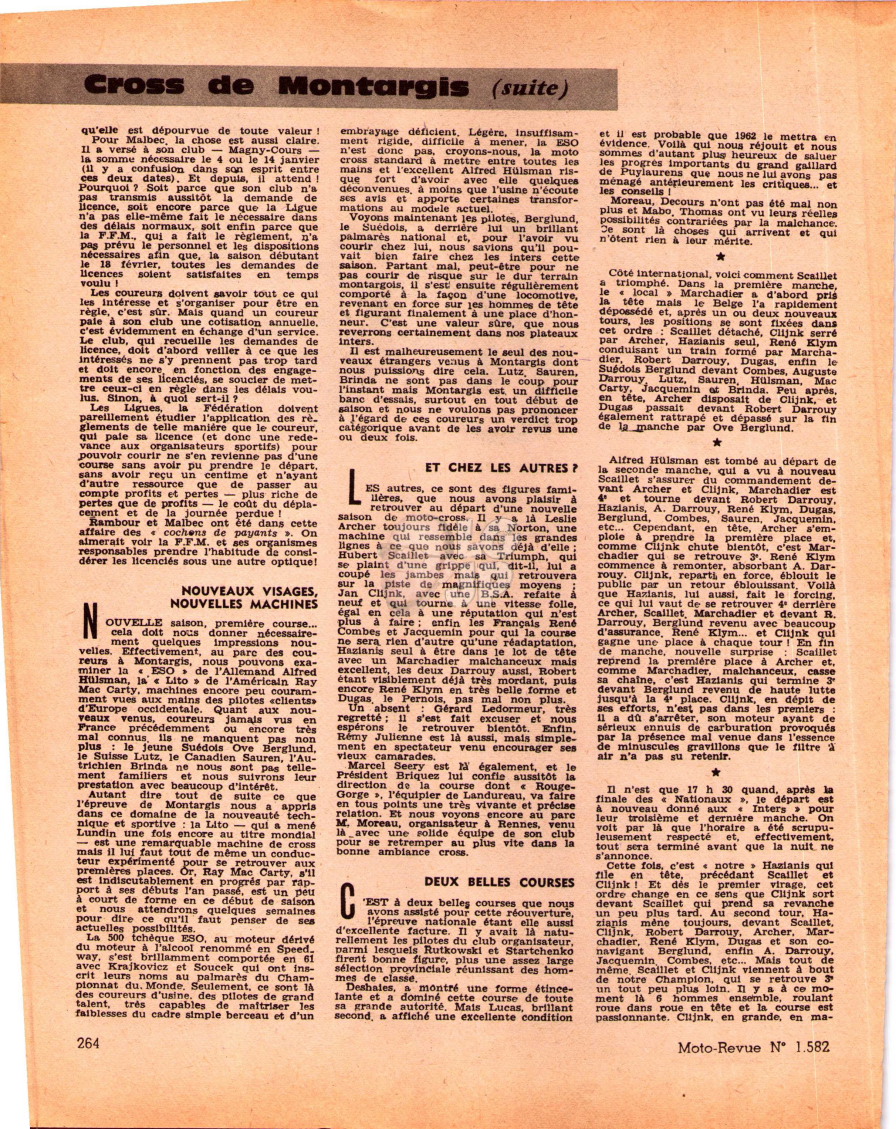 Cross de Montargis (suite)
qu'elle est dépourvue de toute valeur !
Pour Malbec, la chose est aussi claire.
Il a versé à son club — Magny-Cours —
la somme nécessaire le 4 ou le 14 janvier
(il y a confusion dans son esprit entre
ces deux dates). Et depuis, il attend !
Pourquoi ? Soit parce que son club n'a
pas transmis aussitôt la demande de
licence, soit encore parce que la Ligue
n'a pas elle-même fait le nécessaire dans
des délais normaux, soit enfin parce que
la F.F.M., qui a fait le règlement, n'a
pas prévu le personnel et les dispositions
nécessaires afin que, la saison débutant
le 18 février, toutes les demandes de
licences soient satisfaites en temps
voulu !
Les coureurs doivent savoir tout ce qui
les intéresse et s'organiser pour être en
règle, c'est sûr. Mais quand un coureur
paie à son club une cotisation annuelle,
c'est évidemment en échange d'un service.
Le club, qui recueille les demandes de
licence, doit d'abord veiller à ce que les
intéressés ne s'y prennent pas trop tard
et doit encore, en fonction des engage-
ments de ses licenciés, se soucier de met-
tre ceux-ci en règle dans les délais vou-
lus. Sinon, à quoi sert-il ?
Les Ligues, la Fédération doivent
pareillement étudier l'application des rè-
glements de telle manière que le coureur,
qui paie sa licence (et donc une rede-
vance aux organisateurs sportifs) pour
pouvoir courir ne s'en revienne pas d'une
course sans avoir pu prendre le départ,
sans avoir reçu un centime et n'ayant
d'autre ressource que de passer au
compte profits et pertes — plus riche de
pertes que de profits — le coût du dépla-
cement et de la journée perdue !
Rambour et Malbec ont été dans cette
affaire des « cochons de payants ». On
aimerait voir la F.F.M. et ses organismes
responsables prendre l'habitude de consi-
dérer les licenciés sous une autre optique!
NOUVEAUX VISAGES,
NOUVELLES MACHINES
NOUVELLE saison, première course...
cela doit nous donner nécessaire-
ment quelques impressions nou-
velles. Effectivement, au parc des cou-
reurs à Montargis, nous pouvons exa-
miner la « ESO » de l'Allemand Alfred
Hülsman, la « Lito » de l'Américain Ray
Mac Carty, machines encore peu couram-
ment vues aux mains des pilotes «clients»
d'Europe occidentale. Quant aux nou-
veaux venus, coureurs jamais vus en
France précédemment ou encore très
mal connus, ils ne manquent pas non
plus : le jeune Suédois Ove Berglund,
le Suisse Lutz, le Canadien Sauren, l'Au-
trichien Brinda ne nous sont pas telle-
ment familiers et nous suivrons leur
prestation avec beaucoup d'intérêt.
Autant dire tout de suite ce que
l'épreuve de Montargis nous a appris
dans ce domaine de la nouveauté tech-
nique et sportive : la Lito — qui a mené
Lundin une fois encore au titre mondial
— est une remarquable machine de cross
mais il lui faut tout de même un conduc-
teur expérimenté pour se retrouver aux
premières places. Or, Ray Mac Carty, s'il
est indiscutablement en progrès par rap-
port à ses débuts l'an passé, est un peu
à court de forme en ce début de saison
et nous attendrons quelques semaines
pour dire ce qu'il faut penser de ses
actuelles possibilités.
La 500 tchèque ESO, au moteur dérivé
du moteur à l'alcool renommé en Speed-
way, s'est brillamment comportée en 61
avec Krajkovicz et Soucek qui ont ins-
crit leurs noms au palmarès du Cham-
pionnat du Monde. Seulement, ce sont là
des coureurs d'usine, des pilotes de grand
talent, très capables de maîtriser les
faiblesses du cadre simple berceau et d'un
embrayage déficient. Légère, insuffisam-
ment rigide, difficile à mener, la ESO
n'est donc pas, croyons-nous, la moto
cross standard à mettre entre toutes les
mains et l'excellent Alfred Hülsman ris-
que fort d'avoir avec elle quelques
déconvenues, à moins que l'usine n'écoute
ses avis et apporte certaines transfor-
mations au modèle actuel.
Voyons maintenant les pilotes, Berglund,
le Suédois, a derrière lui un brillant
palmarès national et, pour l'avoir vu
courir chez lui, nous savions qu'il pou-
vait bien faire chez les inters cette
saison. Partant mal, peut-être pour ne
pas courir de risque sur le dur terrain
montargois, il s'est ensuite régulièrement
comporté à la façon d'une locomotive,
revenant en force sur les hommes de tête
et figurant finalement à une place d'hon-
neur. C'est une valeur sûre, que nous
reverrons certainement dans nos plateaux
inters.
Il est malheureusement le seul des nou-
veaux étrangers venus à Montargis dont
nous puissions dire cela. Lutz, Sauren,
Brinda ne sont pas dans le coup pour
l'instant mais Montargis est un difficile
banc d'essais, surtout en tout début de
saison et nous ne voulons pas prononcer
à l'égard de ces coureurs un verdict trop
catégorique avant de les avoir revus une
ou deux fois.
ET CHEZ LES AUTRES ?
LES autres, ce sont des figures fami-
lières, que nous avons plaisir à
retrouver au départ d'une nouvelle
saison de moto-cross. Il y a là Leslie
Archer toujours fidèle à sa Norton, une
machine qui ressemble dans les grandes
lignes à ce que nous savons déjà d'elle ;
Hubert Scaillet avec sa Triumph, qui
se plaint d'une grippe qui, dit-il, lui a
coupé les jambes mais qui retrouvera
sur la piste de magnifiques moyens ;
Jan Clijnk, avec une B.S.A. refaite à
neuf et qui tourne à une vitesse folle,
égal en cela à une réputation qui n'est
plus à faire ; enfin les Français René
Combes et Jacquemin pour qui la course
ne sera rien d'autre qu'une réadaptation,
Hazianis seul à être dans le lot de tête
avec un Marchadier malchanceux mais
excellent, les deux Darrouy aussi, Robert
étant visiblement déjà très mordant, puis
encore René Klym en très belle forme et
Dugas, le Pernois, pas mal non plus.
Un absent : Gérard Ledormeur, très
regretté ; il s'est fait excuser et nous
espérons le retrouver bientôt. Enfin,
Rémy Julienne est là aussi, mais simple-
ment en spectateur venu encourager ses
vieux camarades.
Marcel Seery est là également, et le
Président Briquez lui confie aussitôt la
direction de la course dont « Rouge-
Gorge », l'équipier de Landureau, va faire
en tous points une très vivante et précise
relation. Et nous voyons encore au parc
M. Moreau, organisateur à Rennes, venu
là avec une solide équipe de son club
pour se retremper au plus vite dans la
bonne ambiance cross.
DEUX BELLES COURSES
C'EST à deux belles courses que nous
avons assisté pour cette réouverture,
l'épreuve nationale étant elle aussi
d'excellente facture. Il y avait là natu-
rellement les pilotes du club organisateur,
parmi lesquels Rutkowski et Startchenko
firent bonne figure, plus une assez large
sélection provinciale réunissant des hom-
mes de classe.
Deshaies, a montré une forme étince-
lante et a dominé cette course de toute
sa grande autorité. Mais Lucas, brillant
second, a affiché une excellente condition
et il est probable que 1962 le mettra en
évidence. Voilà qui nous réjouit et nous
sommes d'autant plus heureux de saluer
les progrès importants du grand gaillard
de Puylaurens que nous ne lui avons pas
ménagé antérieurement les critiques... et
les conseils !
Moreau, Decours n'ont pas été mal non
plus et Mabo, Thomas ont vu leurs réelles
possibilités contrariées par la malchance.
Ce sont là choses qui arrivent et qui
n'ôtent rien à leur mérite.
★
Côté international, voici comment Scaillet
a triomphé. Dans la première manche,
le « local » Marchadier a d'abord pris
la tête mais le Belge l'a rapidement
dépossédé et, après un ou deux nouveaux
tours, les positions se sont fixées dans
cet ordre : Scaillet détaché, Clijnk serré
par Archer, Hazianis seul, René Klym
conduisant un train formé par Marcha-
dier, Robert Darrouy, Dugas, enfin le
Suédois Berglund devant Combes, Auguste
Darrouy, Lutz, Sauren, Hülsman, Mac
Carty, Jacquemin et Brinda. Peu après,
en tête, Archer disposait de Clijnk, et
Dugas passait devant Robert Darrouy
également rattrapé et dépassé sur la fin
de la manche par Ove Berglund.
★
Alfred Hülsman est tombé au départ de
la seconde manche, qui a vu à nouveau
Scaillet s'assurer du commandement de-
vant Archer et Clijnk, Marchadier est
4e et tourne devant Robert Darrouy,
Hazianis, A. Darrouy, René Klym, Dugas,
Berglund, Combes, Sauren, Jacquemin,
etc... Cependant, en tête, Archer s'em-
ploie à prendre la première place et,
comme Clijnk chute bientôt, c'est Mar-
chadier qui se retrouve 3e. René Klym
commence à remonter, absorbant A. Dar-
rouy. Clijnk, reparti en force, éblouit le
public par un retour éblouissant. Voilà
que Hazianis, lui aussi, fait le forcing,
ce qui lui vaut de se retrouver 4e derrière
Archer, Scaillet, Marchadier et devant R.
Darrouy, Berglund revenu avec beaucoup
d'assurance, René Klym... et Clijnk qui
gagne une place à chaque tour ! En fin
de manche, nouvelle surprise : Scaillet
reprend la première place à Archer et,
comme Marchadier, malchanceux, casse
sa chaîne, c'est Hazianis qui termine 3e
devant Berglund revenu de haute lutte
jusqu'à la 4e place. Clijnk, en dépit de
ses efforts, n'est pas dans les premiers :
il a dû s'arrêter, son moteur ayant de
sérieux ennuis de carburation provoqués
par la présence mal venue dans l'essence
de minuscules gravillons que le filtre à
air n'a pas su retenir.
★
Il n'est que 17 h 30 quand, après la
finale des « Nationaux », le départ est
à nouveau donné aux « Inters » pour
leur troisième et dernière manche. On
voit par là que l'horaire a été scrupu-
leusement respecté et, effectivement,
tout sera terminé avant que la nuit ne
s'annonce.
Cette fois, c'est « notre » Hazianis qui
file en tête, précédant Scaillet et
Clijnk ! Et dès le premier virage, cet
ordre change en ce sens que Clijnk sort
devant Scaillet qui prend sa revanche
un peu plus tard. Au second tour, Ha-
zianis mène toujours, devant Scaillet,
Clijnk, Robert Darrouy, Archer, Mar-
chadier, René Klym, Dugas et son co-
navigant Berglund, enfin A. Darrouy,
Jacquemin, Combes, etc... Mais tout de
même, Scaillet et Clijnk viennent à bout
de notre Champion, qui se retrouve 3e
un tout peu plus loin. Il y a à ce mo-
ment là 6 hommes ensemble, roulant
roue dans roue en tête et la course est
passionnante. Clijnk, en grande, en ma-
264
Moto-Revue N° 1.582